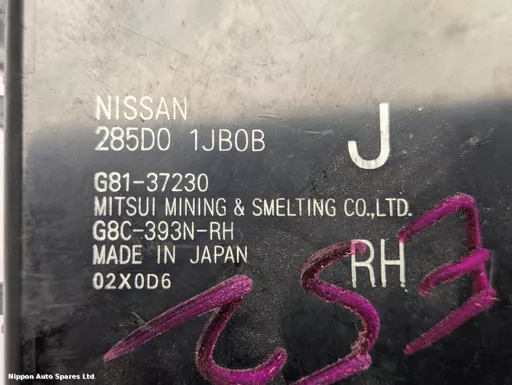 NISSAN
285D0 1JB0B
J
G81-37230
MITSUI MINING & SMELTING CO.,LTD.
G8C-393N-RH
MADE IN JAPAN
RH
02X0D6
Nippon Auto Spares Ltd.